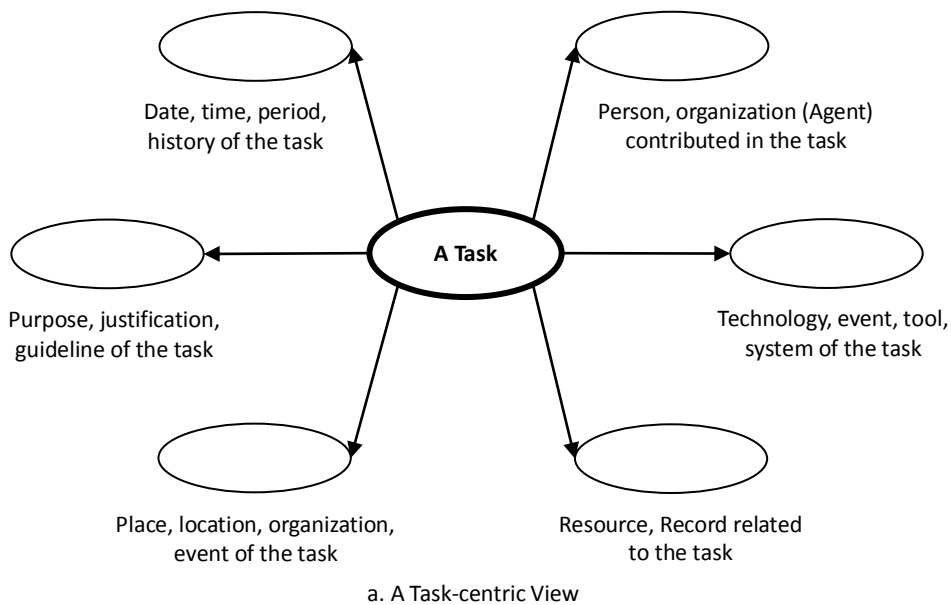 Date, time, period,
history of the task
Person, organization (Agent)
contributed in the task
A Task
Purpose, justification,
guideline of the task
Technology, event, tool,
system of the task
Place, location, organization,
event of the task
Resource, Record related
to the task
a. A Task-centric View